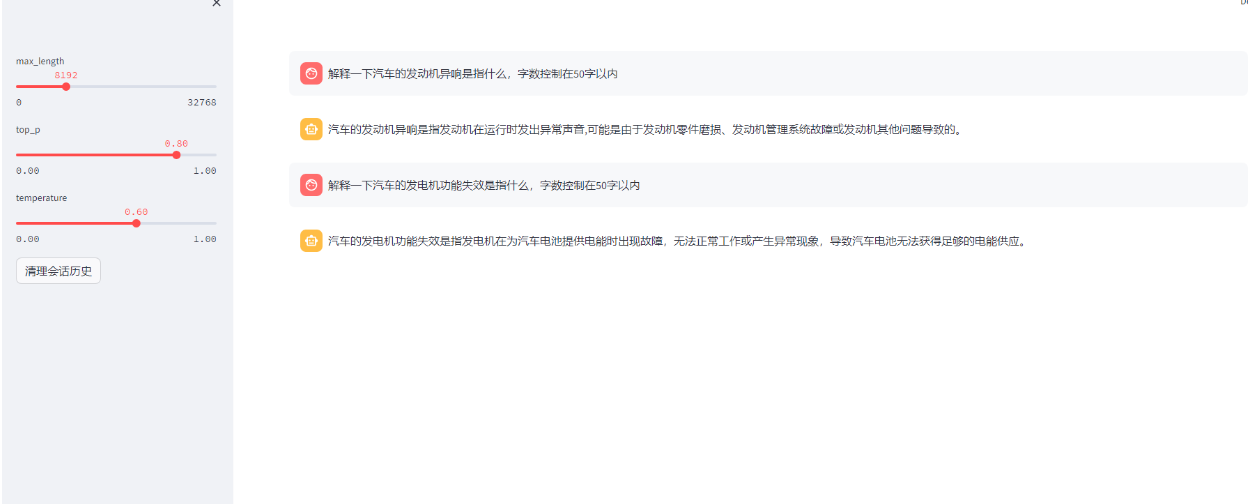 ×
max_length
8192
0 32768
top_p
0.80
0.00 1.00
temperature
0.60
0.00 1.00
清理会话历史
解释一下汽车的发动机异响是指什么，字数控制在50字以内
汽车的发动机异响是指发动机在运行时发出异常声音,可能是由于发动机零件磨损、发动机管理系统故障或发动机其他问题导致的。
解释一下汽车的发电机功能失效是指什么，字数控制在50字以内
汽车的发电机功能失效是指发电机在为汽车电池提供电能时出现故障，无法正常工作或产生异常现象，导致汽车电池无法获得足够的电能供应。